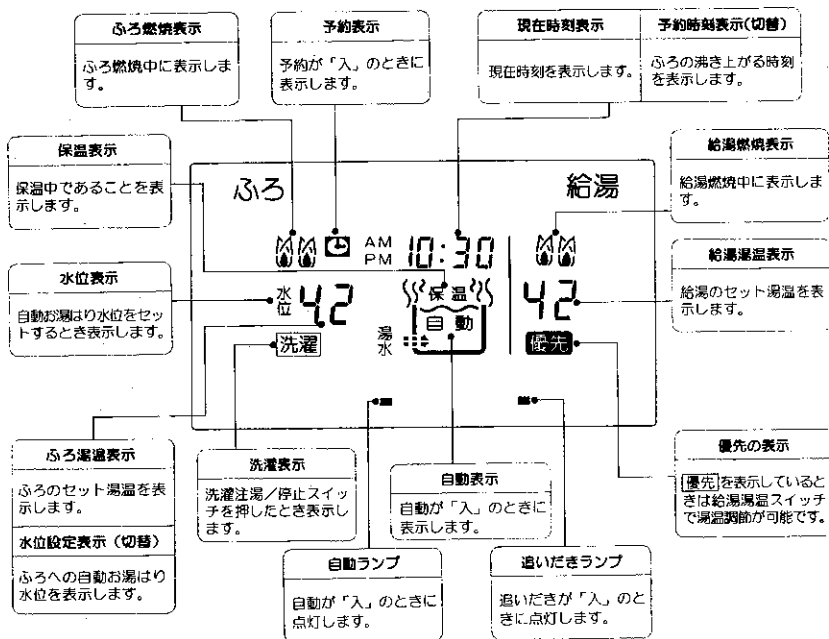 ふろ燃焼表示
ふろ燃焼中に表示しま
す。
予約表示
予約が「入」のときに
表示します。
現在時刻表示
現在時刻を表示します。
予約時刻表示(切替)
ふろの沸き上がる時刻
を表示します。
保温表示
保温中であることを表
示します。
給湯燃焼表示
給湯燃焼中に表示しま
す。
水位表示
自動お湯はり水位をセッ
トするとき表示します。
給湯湯温表示
給湯のセット湯温を表
示します。
ふろ
給湯
AM
PM
10:30
水位
42
保温
自動
湯水
42
洗濯
優先
ふろ湯温表示
ふろのセット湯温を表
示します。
水位設定表示(切替)
ふろへの自動お湯はり
水位を表示します。
洗濯表示
洗濯注湯/停止スイッ
チを押したとき表示し
ます。
自動表示
自動が「入」のときに
表示します。
優先の表示
優先を表示していると
きは給湯湯温スイッチ
で湯温調節が可能です。
自動ランプ
自動が「入」のときに
点灯します。
追いだきランプ
追いだきが「入」のと
きに点灯します。